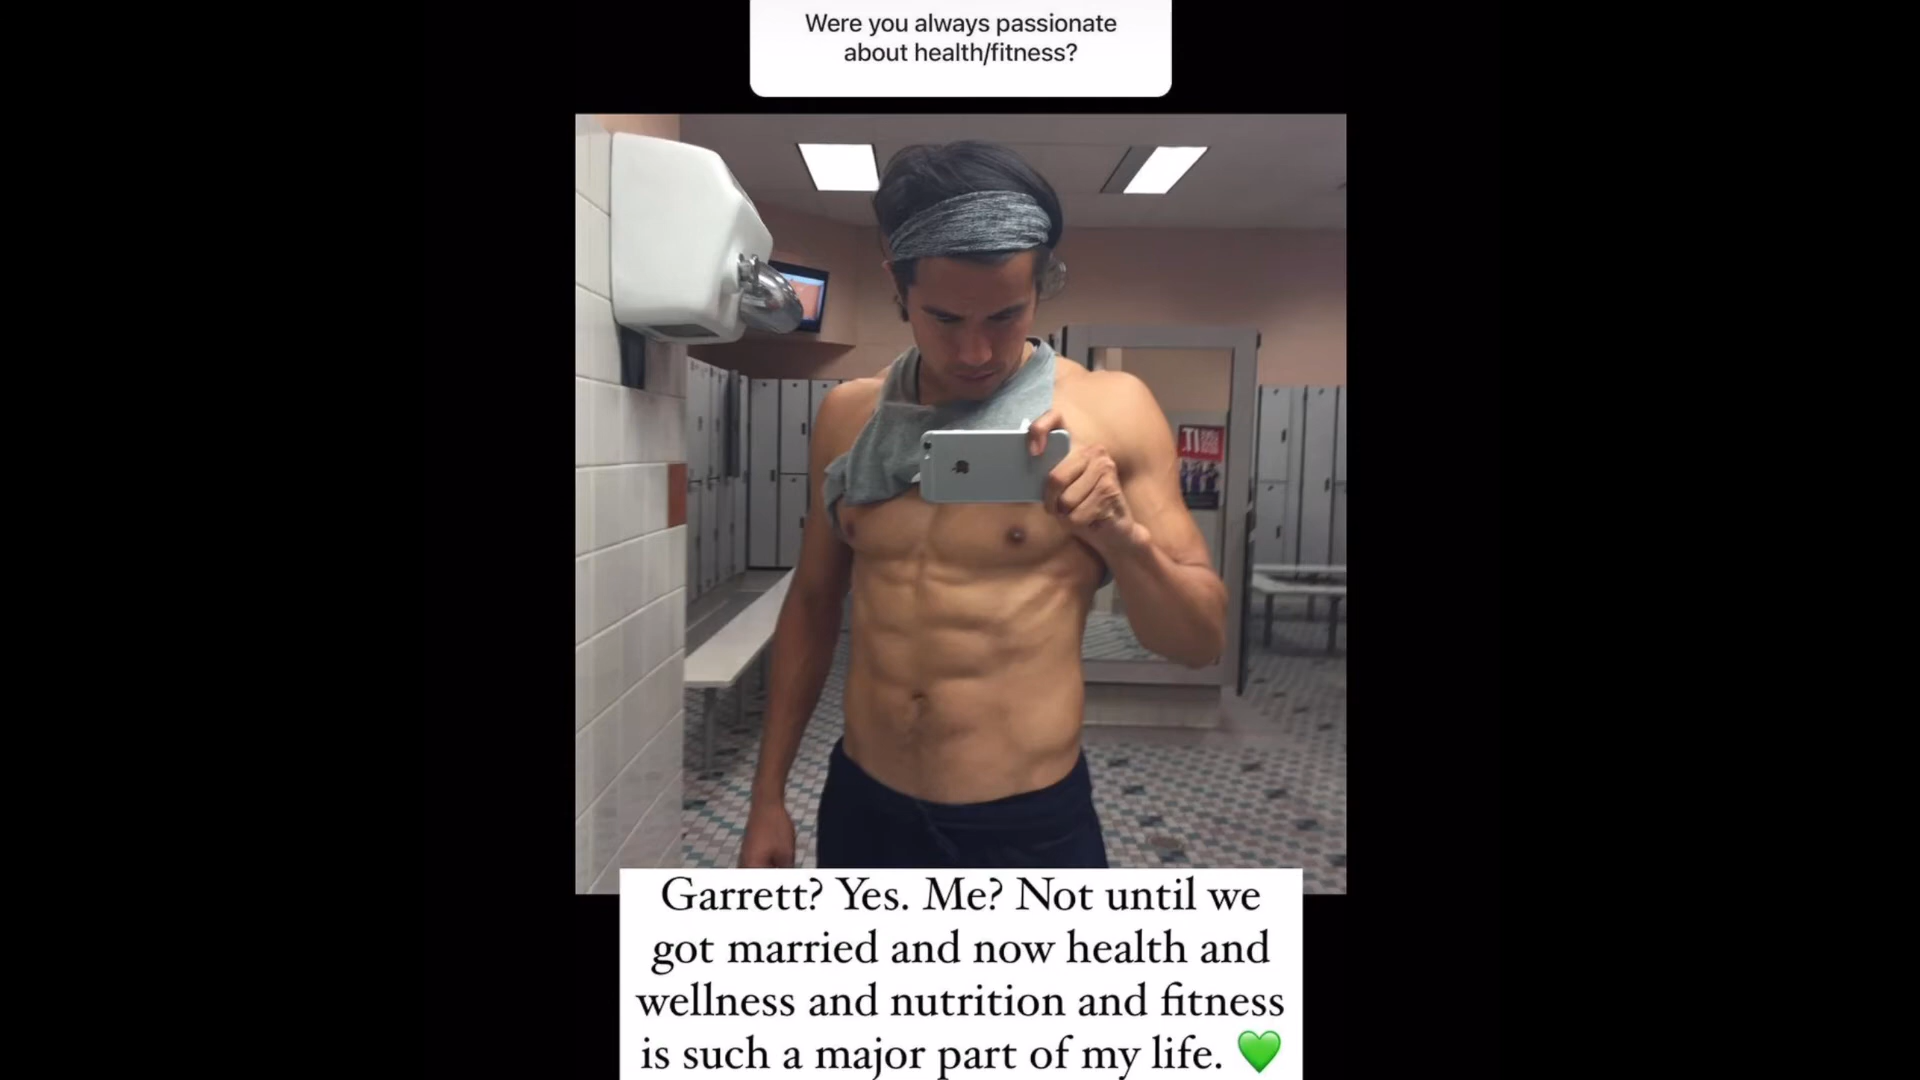 Were you always passionate
about health/fitness?
Garrett? Yes. Me? Not until we
got married and now health and
wellness and nutrition and fitness
is such a major part of my life. 💚